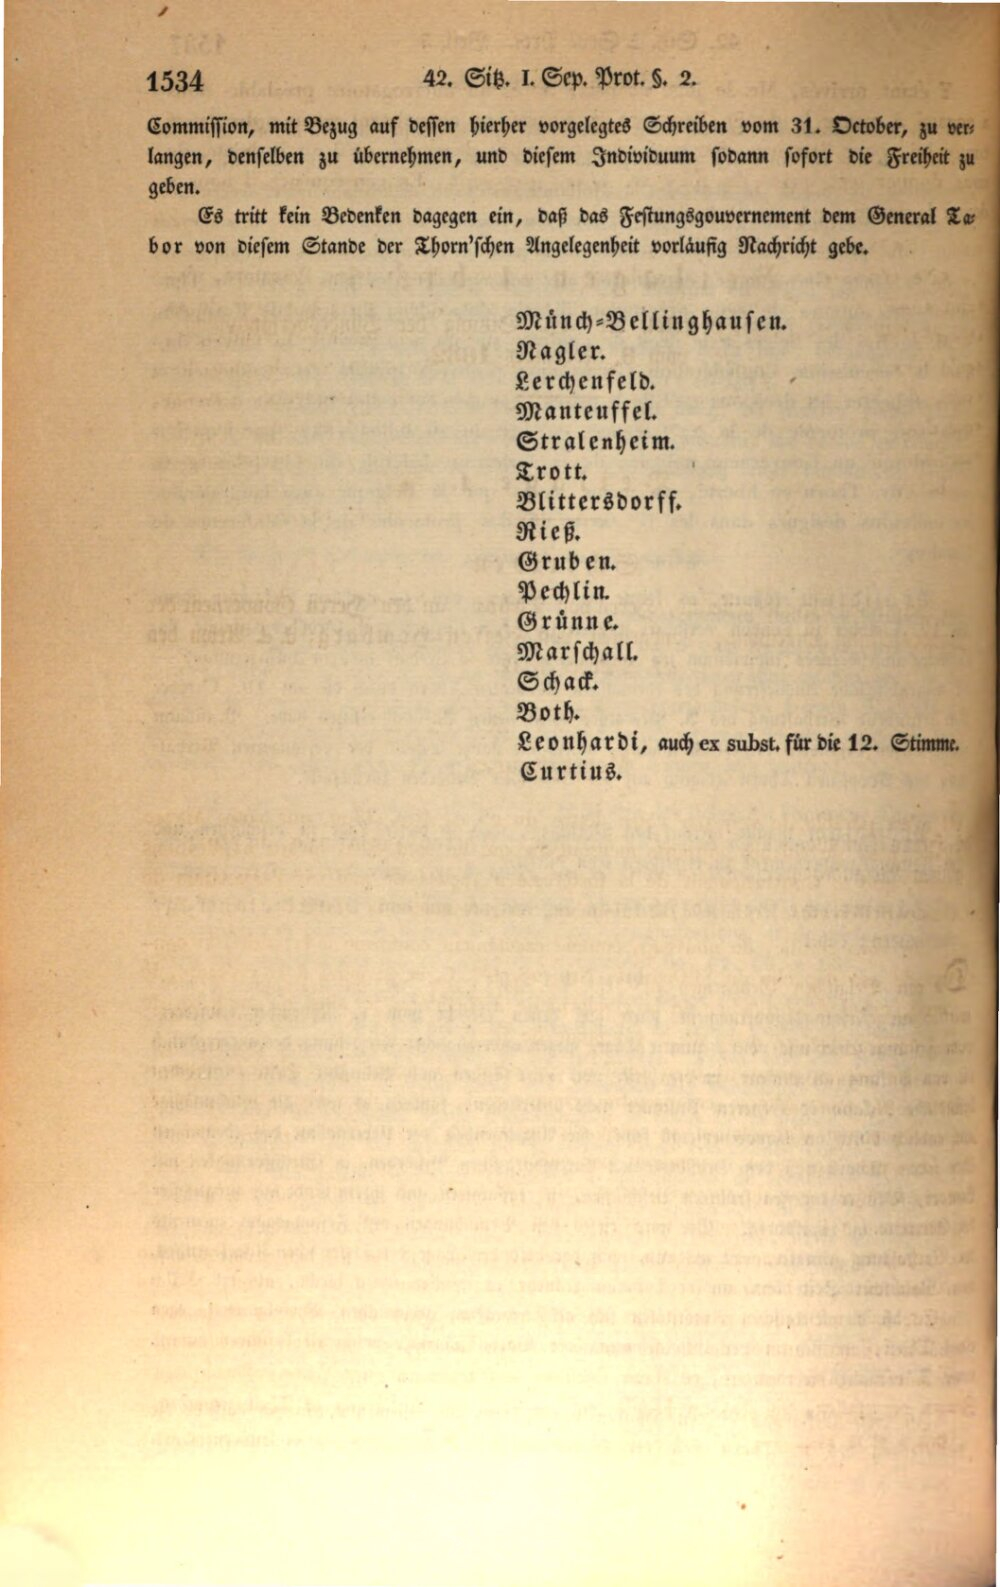 1534
42. Sitz. I. Sep. Prot. §. 2.
Commission, mit Bezug auf dessen hierher vorgelegtes Schreiben vom 31. October, zu ver-
langen, denselben zu übernehmen, und diesem Individuum sodann sofort die Freiheit zu
geben.
Es tritt kein Bedenken dagegen ein, daß das Festungsgouvernement dem General Ta-
bor von diesem Stande der Thorn'schen Angelegenheit vorläufig Nachricht gebe.
Münch-Bellinghausen.
Nagler.
Lerchenfeld.
Manteuffel.
Stralenheim.
Trott.
Blittersdorff.
Rieß.
Gruben.
Pechlin.
Grünne.
Marschall.
Schack.
Both.
Leonhardi, auch ex subst. für die 12. Stimme.
Curtius.